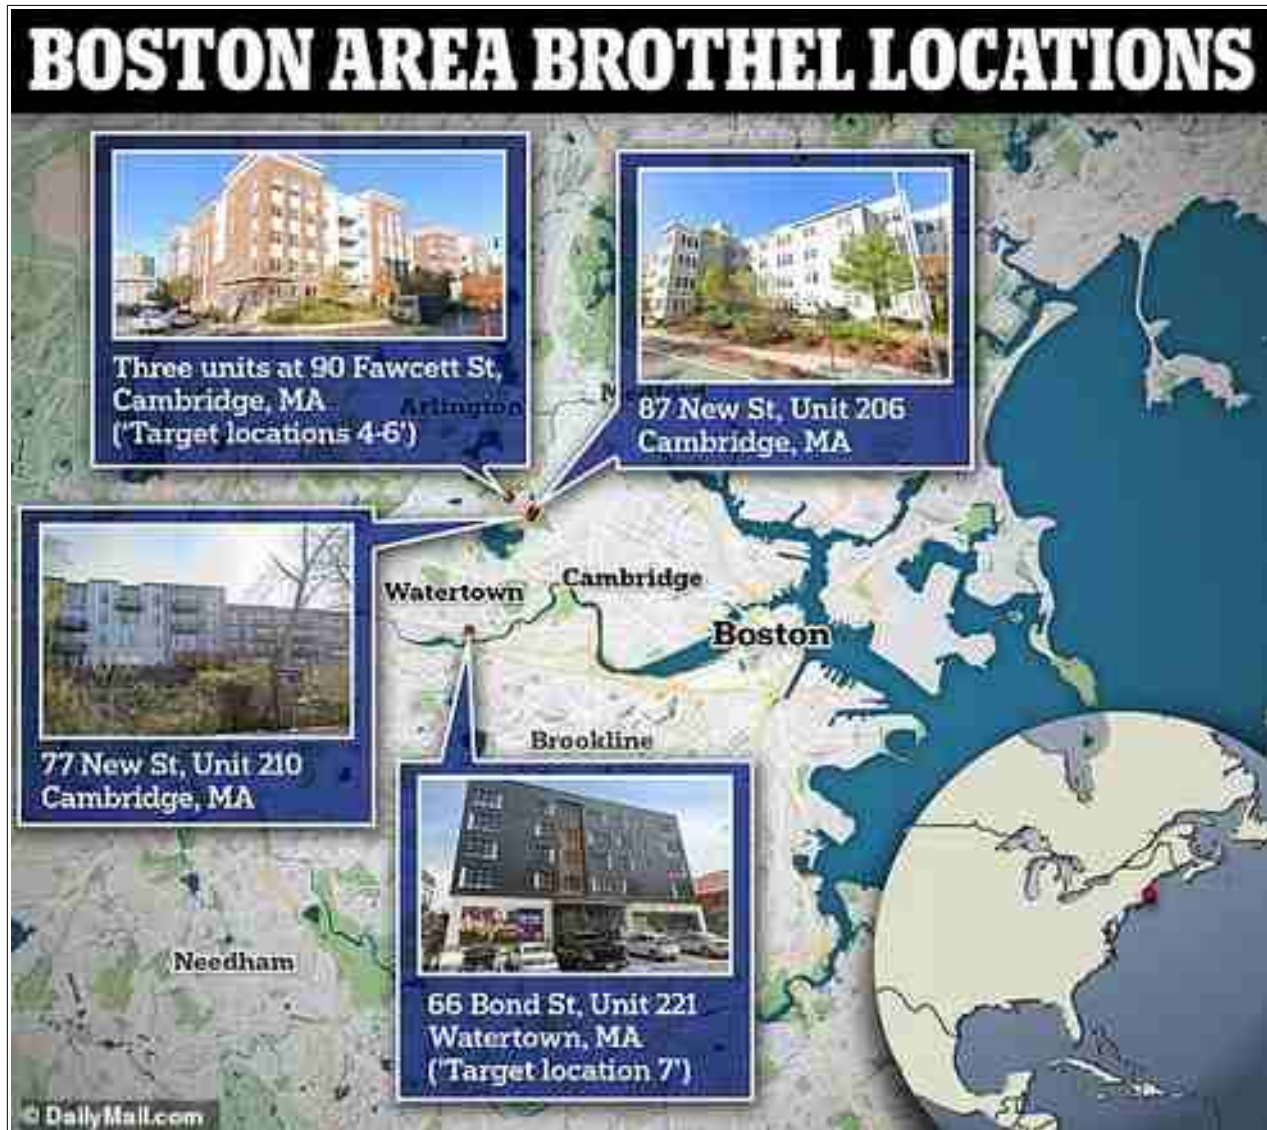 BOSTON AREA BROTHEL LOCATIONS
Three units at 90 Fawcett St,
Cambridge, MA
('Target locations 4-6')
Arlington
87 New St, Unit 206
Cambridge, MA
77 New St, Unit 210
Cambridge, MA
Watertown
Cambridge
Boston
Brookline
66 Bond St, Unit 221
Watertown, MA
('Target location 7')
Needham
© DailyMail.com